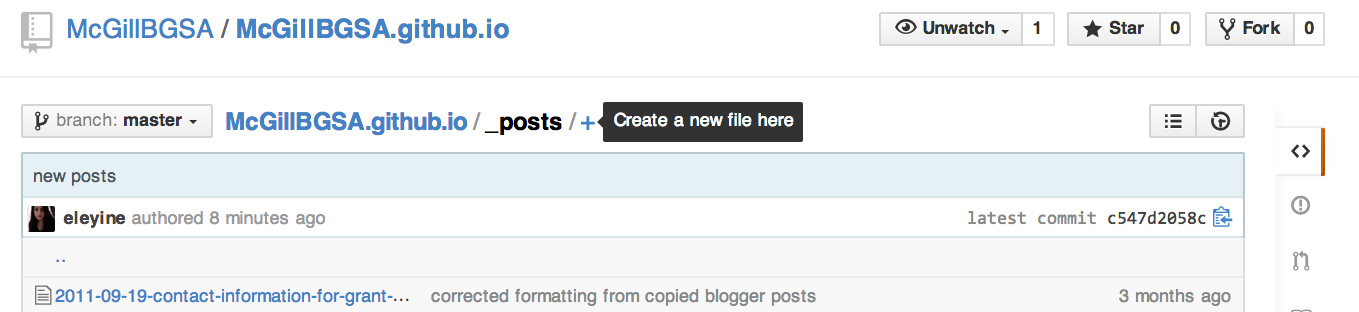 McGillBGSA / McGillBGSA.github.io
Unwatch 1 Star 0 Fork 0
branch: master McGillBGSA.github.io / _posts / + Create a new file here
new posts
eleyine authored 8 minutes ago latest commit c547d2058c
..
2011-09-19-contact-information-for-grant-... corrected formatting from copied blogger posts 3 months ago